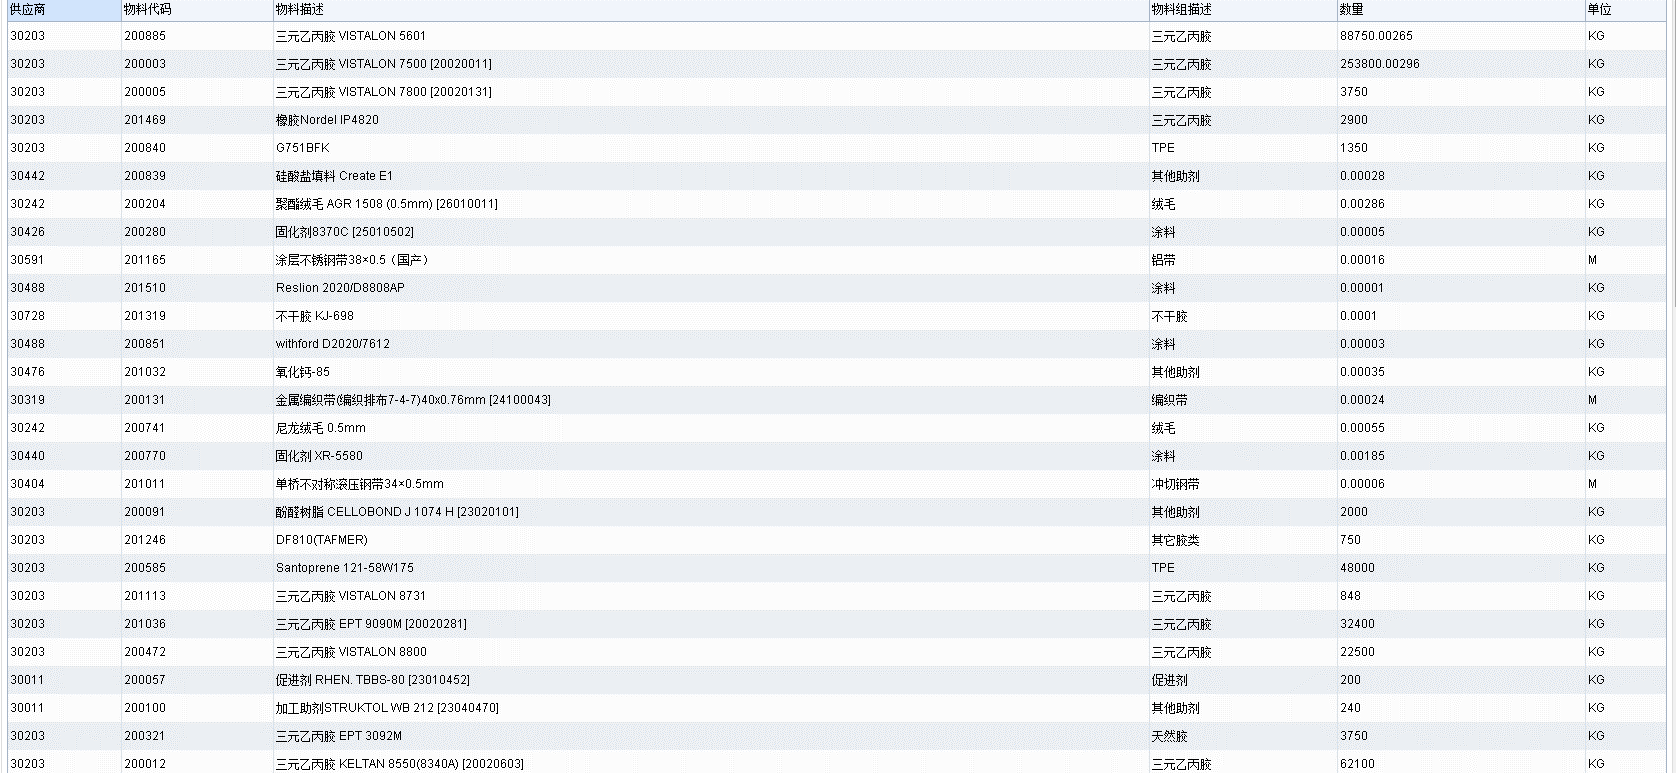 供应商 物料代码 物料描述 物料组描述 数量 单位
30203 200885 三元乙丙胶 VISTALON 5601 三元乙丙胶 88750.00265 KG
30203 200003 三元乙丙胶 VISTALON 7500 [20020011] 三元乙丙胶 253800.00296 KG
30203 200005 三元乙丙胶 VISTALON 7800 [20020131] 三元乙丙胶 3750 KG
30203 201469 橡胶Nordel IP4820 三元乙丙胶 2900 KG
30203 200840 G751BFK TPE 1350 KG
30442 200839 硅酸盐填料 Create E1 其他助剂 0.00028 KG
30242 200204 聚酯绒毛 AGR 1508 (0.5mm) [26010011] 绒毛 0.00286 KG
30426 200280 固化剂8370C [25010502] 涂料 0.00005 KG
30591 201165 涂层不锈钢带38×0.5（国产） 铝带 0.00016 M
30488 201510 Reslion 2020/D8808AP 涂料 0.00001 KG
30728 201319 不干胶 KJ-698 不干胶 0.0001 KG
30488 200851 withford D2020/7612 涂料 0.00003 KG
30476 201032 氧化钙-85 其他助剂 0.00035 KG
30319 200131 金属编织带(编织排布7-4-7)40x0.76mm [24100043] 编织带 0.00024 M
30242 200741 尼龙绒毛 0.5mm 绒毛 0.00055 KG
30440 200770 固化剂 XR-5580 涂料 0.00185 KG
30404 201011 单桥不对称滚压钢带34×0.5mm 冲切钢带 0.00006 M
30203 200091 酚醛树脂 CELLOBOND J 1074 H [23020101] 其他助剂 2000 KG
30203 201246 DF810(TAFMER) 其它胶类 750 KG
30203 200585 Santoprene 121-58W175 TPE 48000 KG
30203 201113 三元乙丙胶 VISTALON 8731 三元乙丙胶 848 KG
30203 201036 三元乙丙胶 EPT 9090M [20020281] 三元乙丙胶 32400 KG
30203 200472 三元乙丙胶 VISTALON 8800 三元乙丙胶 22500 KG
30011 200057 促进剂 RHEN. TBBS-80 [23010452] 促进剂 200 KG
30011 200100 加工助剂STRUKTOL WB 212 [23040470] 其他助剂 240 KG
30203 200321 三元乙丙胶 EPT 3092M 天然胶 3750 KG
30203 200012 三元乙丙胶 KELTAN 8550(8340A) [20020603] 三元乙丙胶 62100 KG